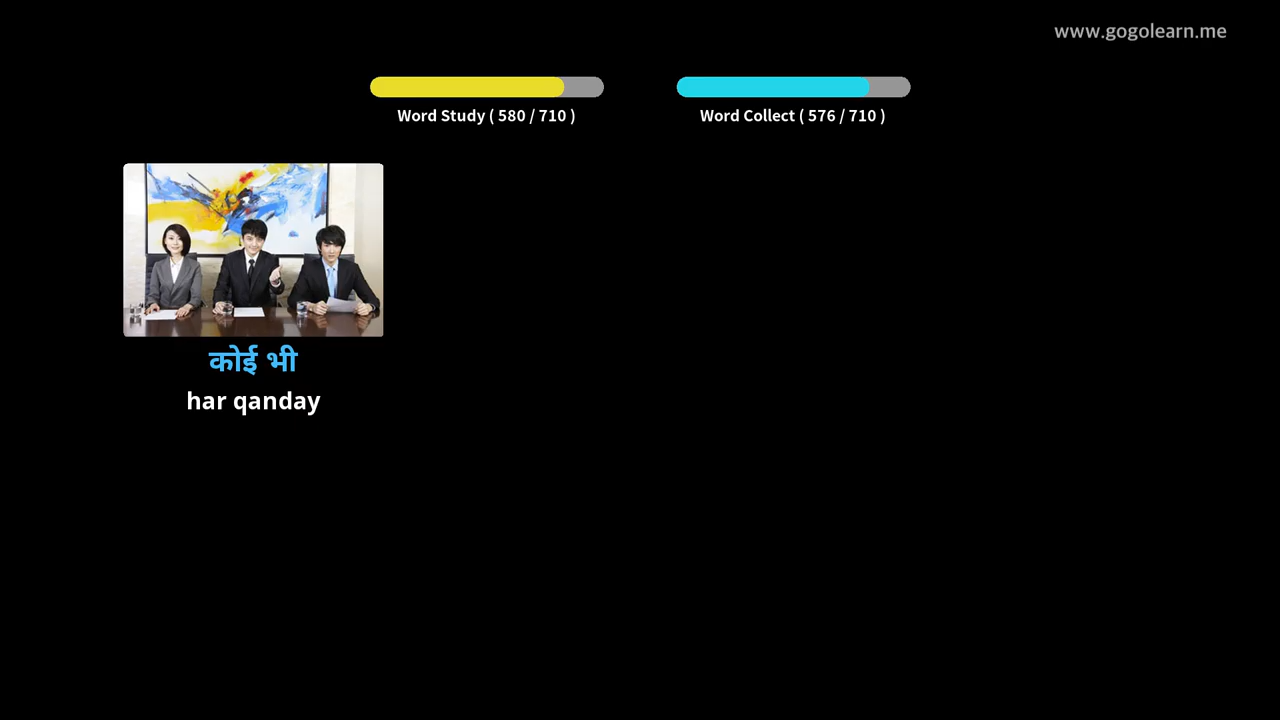 www.gogolearn.me
Word Study ( 580 / 710 )
Word Collect ( 576 / 710 )
कोई भी
har qanday